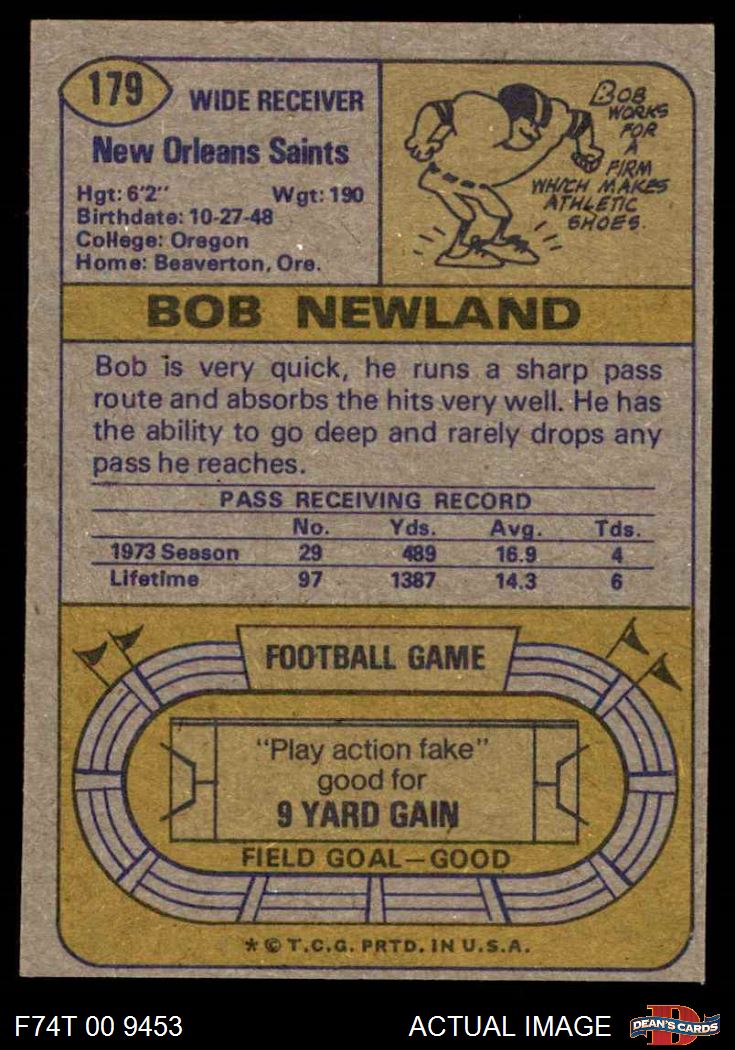 179
WIDE RECEIVER
New Orleans Saints
Hgt: 6'2" Wgt: 190
Birthdate: 10-27-48
College: Oregon
Home: Beaverton, Ore.
BOB
WORKS
FOR
A
FIRM
WHICH MAKES
ATHLETIC
SHOES.
BOB NEWLAND
Bob is very quick, he runs a sharp pass
route and absorbs the hits very well. He has
the ability to go deep and rarely drops any
pass he reaches.
PASS RECEIVING RECORD
No. Yds. Avg. Tds.
1973 Season 29 489 16.9 4
Lifetime 97 1387 14.3 6
FOOTBALL GAME
"Play action fake"
good for
9 YARD GAIN
FIELD GOAL—GOOD
* © T.C.G. PRTD. IN U.S.A.
F74T 00 9453
ACTUAL IMAGE
D
DEAN'S CARDS